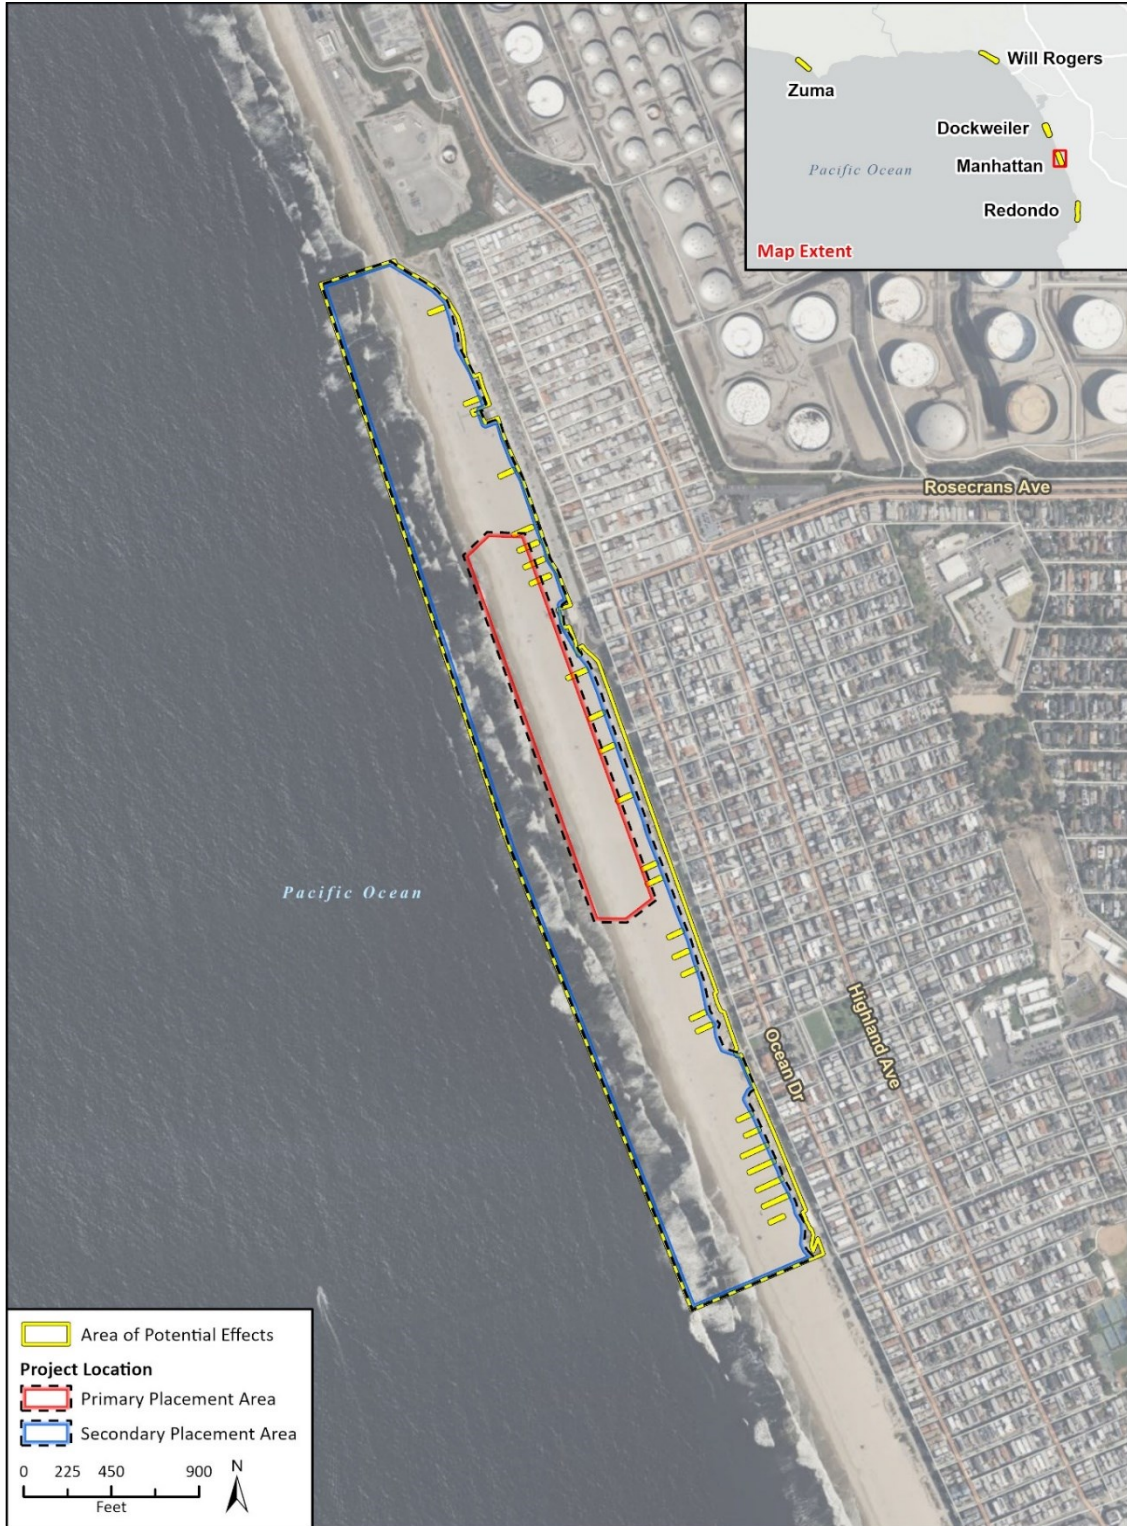 Zuma
Will Rogers
Dockweiler
Manhattan
Pacific Ocean
Redondo
Map Extent
Rosecrans Ave
Pacific Ocean
Highland Ave
Ocean Dr
Area of Potential Effects
Project Location
Primary Placement Area
Secondary Placement Area
0 225 450 900
Feet
N